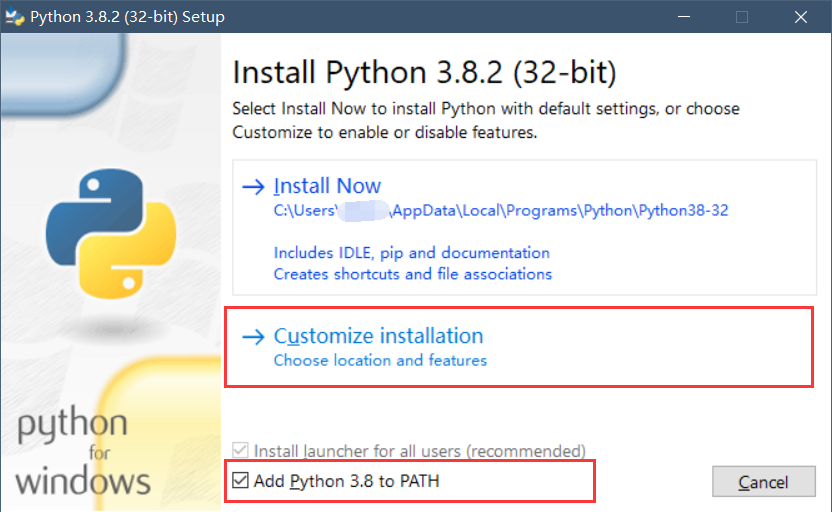 Python 3.8.2 (32-bit) Setup
Install Python 3.8.2 (32-bit)
Select Install Now to install Python with default settings, or choose
Customize to enable or disable features.
Install Now
C:\Users\ \AppData\Local\Programs\Python\Python38-32
Includes IDLE, pip and documentation
Creates shortcuts and file associations
Customize installation
Choose location and features
python
for
windows
Install launcher for all users (recommended)
Add Python 3.8 to PATH
Cancel